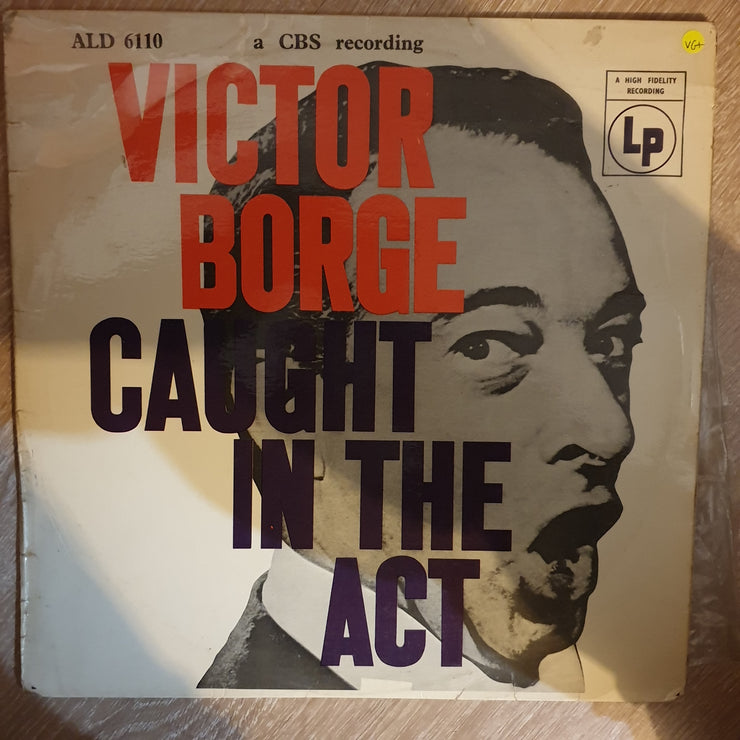 ALD 6110 a CBS recording
VG+
VICTOR
BORGE
CAUGHT
IN THE
ACT
A HIGH FIDELITY
RECORDING
LP